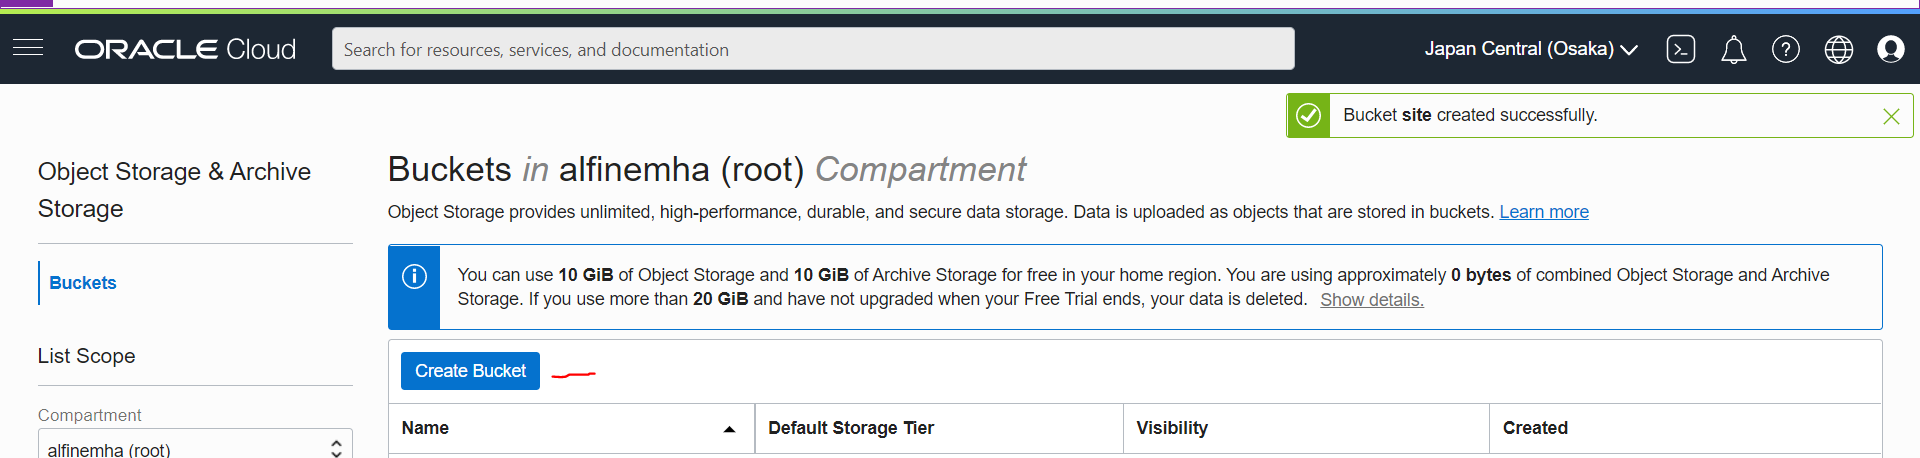 ORACLE Cloud
Search for resources, services, and documentation
Japan Central (Osaka)
Bucket site created successfully.
Object Storage & Archive
Storage
Buckets
List Scope
Compartment
alfinemha (root)
Buckets in alfinemha (root) Compartment
Object Storage provides unlimited, high-performance, durable, and secure data storage. Data is uploaded as objects that are stored in buckets. Learn more
You can use 10 GiB of Object Storage and 10 GiB of Archive Storage for free in your home region. You are using approximately 0 bytes of combined Object Storage and Archive
Storage. If you use more than 20 GiB and have not upgraded when your Free Trial ends, your data is deleted. Show details.
Create Bucket
Name Default Storage Tier Visibility Created